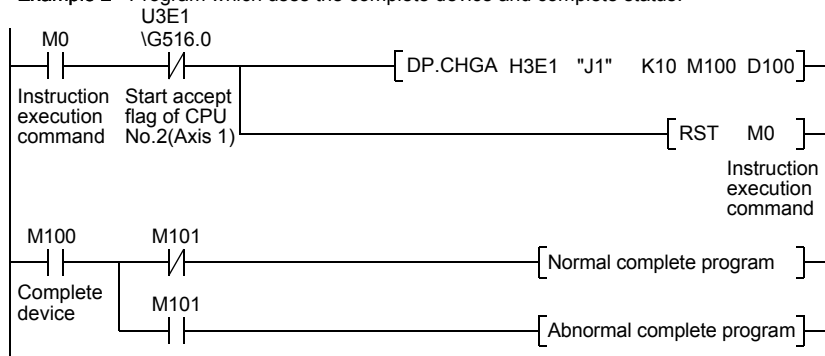 Example 2 Program which uses the complete device and complete status.
U3E1
M0 \G516.0
DP.CHGA H3E1 "J1" K10 M100 D100
Instruction execution command
Start accept flag of CPU No.2(Axis 1)
RST M0
Instruction execution command
M100 M101
Normal complete program
Complete device
M101
Abnormal complete program